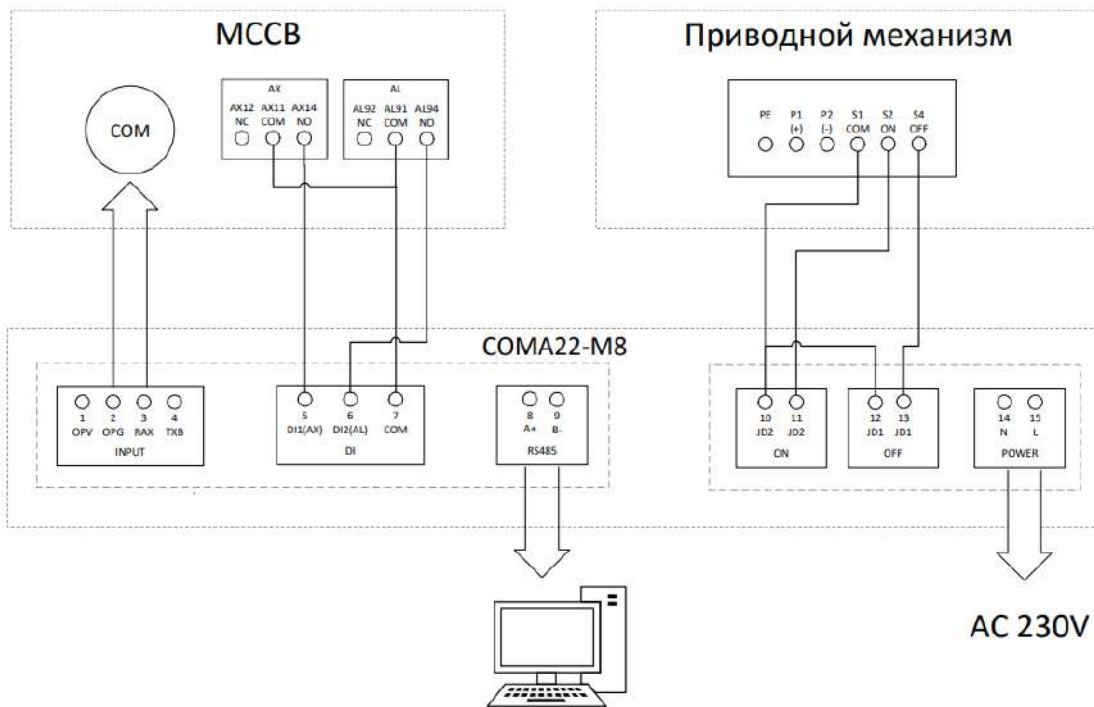 MCCB
Приводной механизм
COM
AX
AX12 AX11 AX14
NC COM NO
AL
AL92 AL91 AL94
NC COM NO
PE P1 P2 S1 S2 S4
(+) (-) COM ON OFF
COMA22-M8
1 2 3 4
OPV OPG RAX TXB
INPUT
5 6 7
DI1(AX) DI2(AL) COM
DI
8 9
A+ B-
RS485
10 11
JD2 JD2
ON
12 13
JD1 JD1
OFF
14 15
N L
POWER
AC 230V